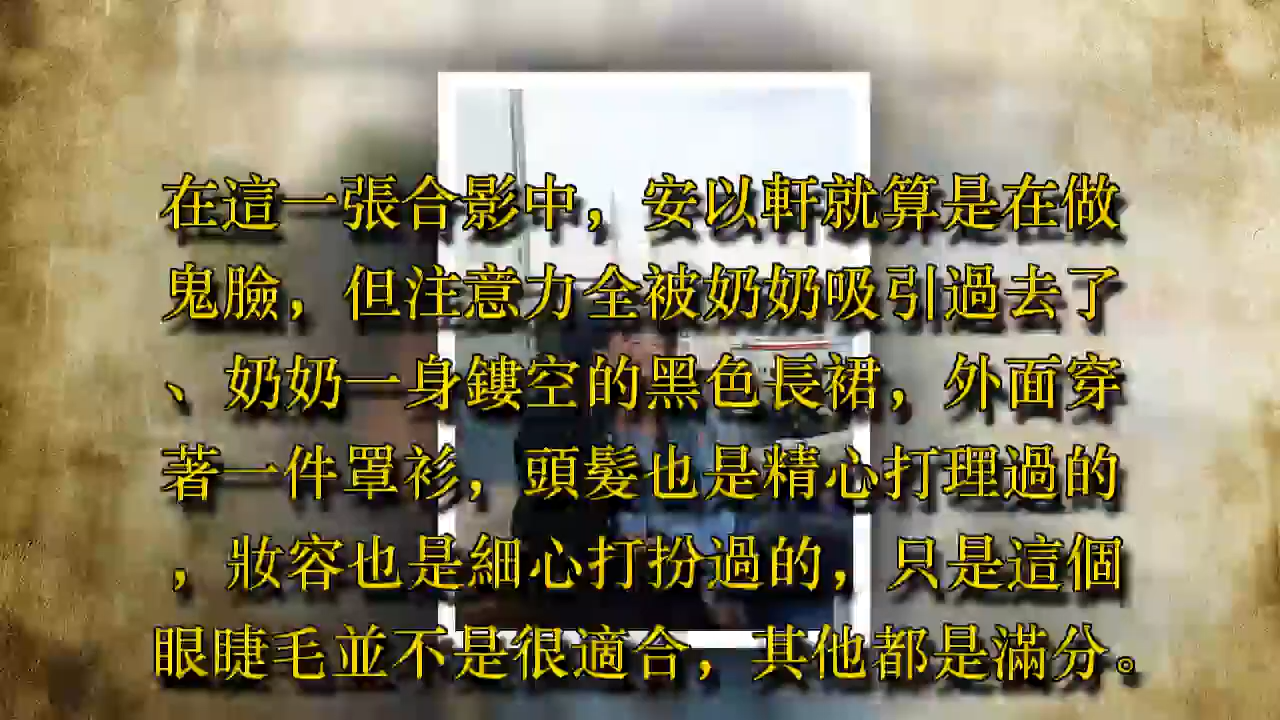 在這一張合影中，安以軒就算是在做
鬼臉，但注意力全被奶奶吸引過去了
、奶奶一身鏤空的黑色長裙，外面穿
著一件罩衫，頭髮也是精心打理過的
，妝容也是細心打扮過的，只是這個
眼睫毛並不是很適合，其他都是滿分。